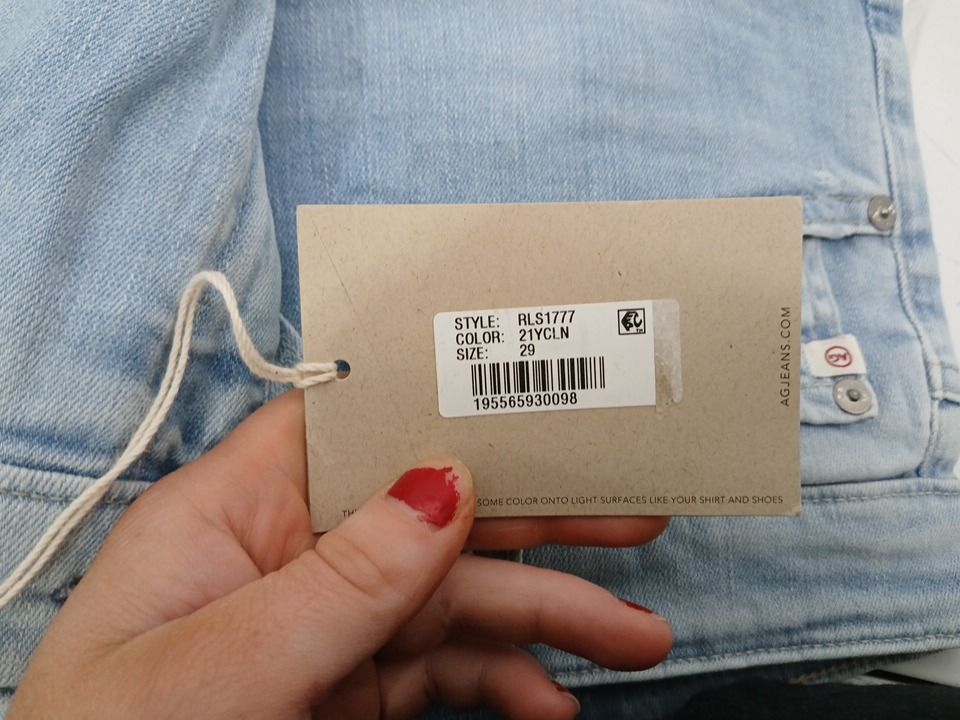 STYLE: RLS1777
COLOR: 21YCLN
SIZE: 29
195565930098
AGJEANS.COM
SOME COLOR ONTO LIGHT SURFACES LIKE YOUR SHIRT AND SHOES
AG